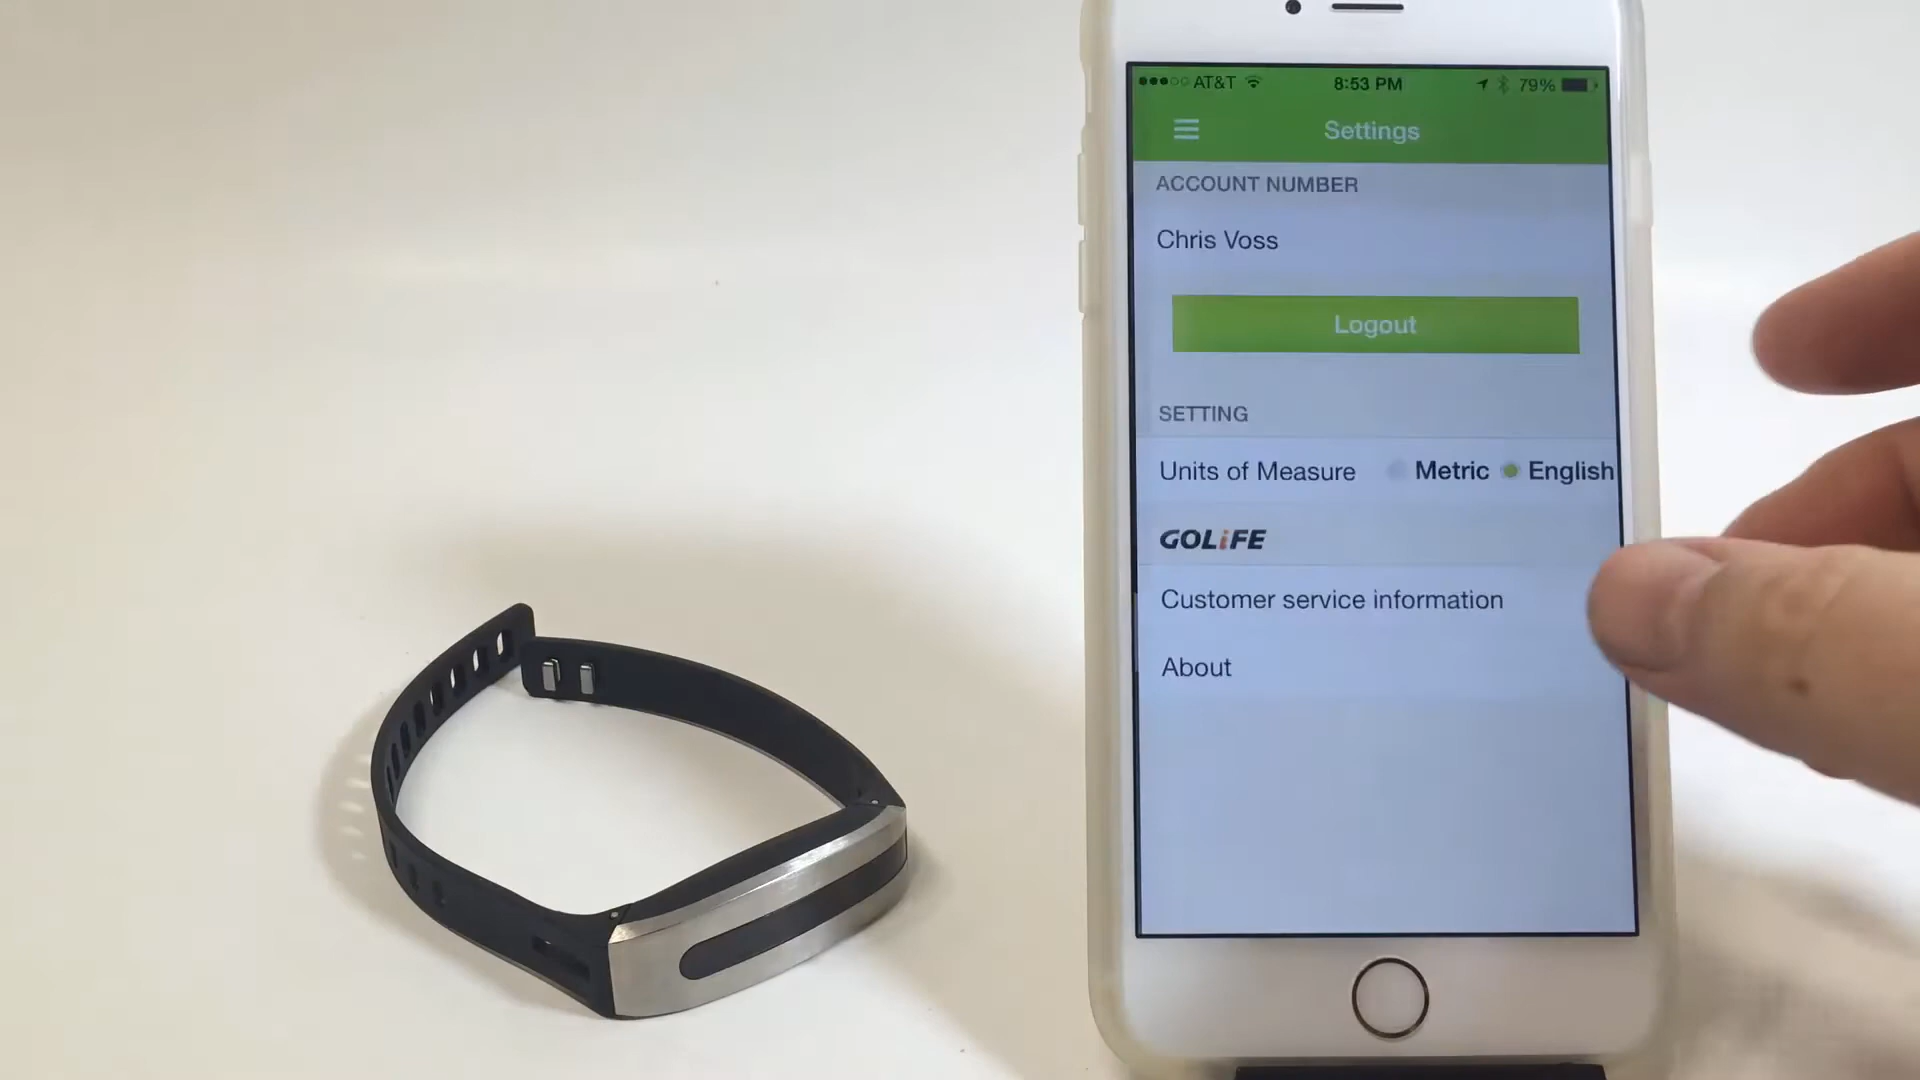 AT&T 8:53 PM 79%
Settings
ACCOUNT NUMBER
Chris Voss
Logout
SETTING
Units of Measure Metric English
GOLiFE
Customer service information
About